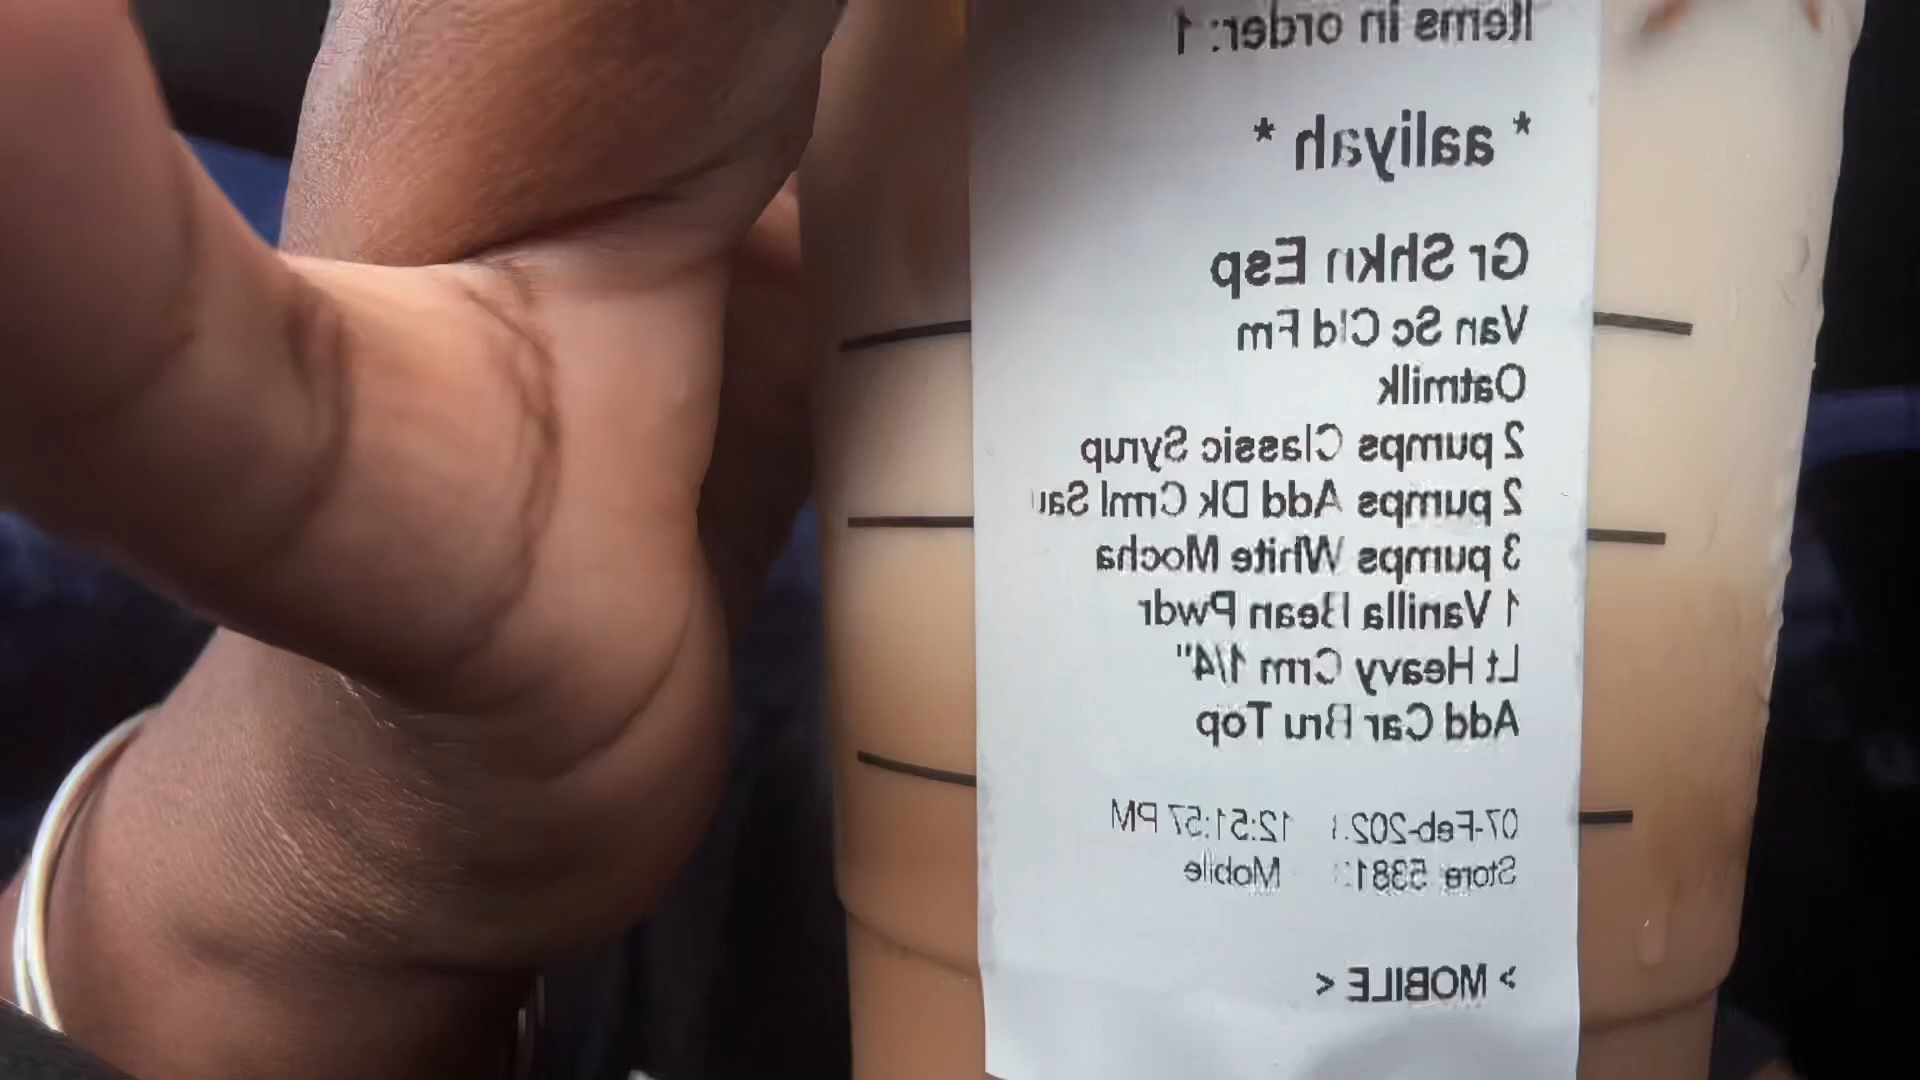 Items in order: 1
* aaliyah *
Gr Shkn Esp
Van Sc Cld Fm
Oatmilk
2 pumps Classic Syrup
2 pumps Add Dk Crml Sau
3 pumps White Mocha
1 Vanilla Bean Pwdr
Lt Heavy Crm 1/4"
Add Car Bru Top
12:51:57 PM
Store Mobile
> MOBILE <